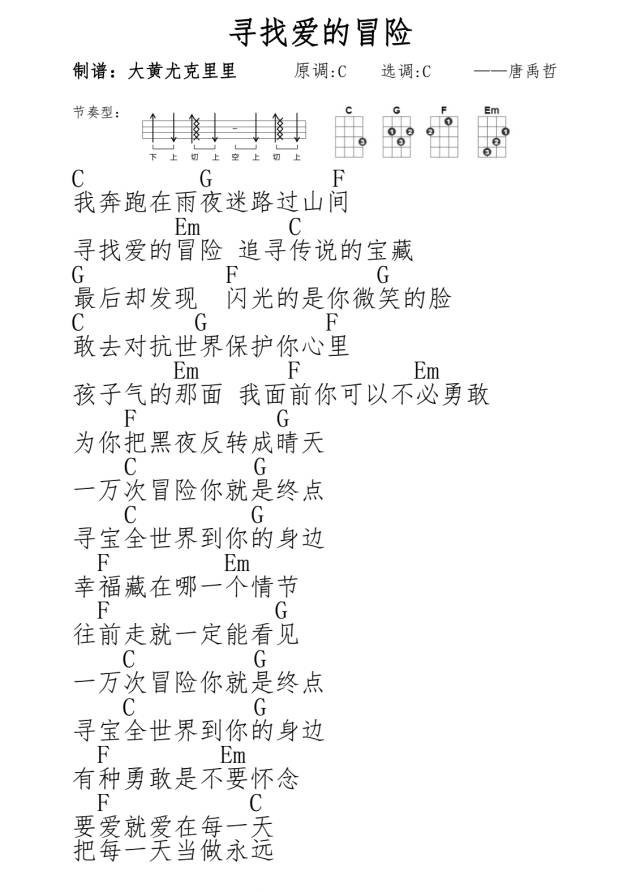 寻找爱的冒险
制谱：大黄尤克里里 原调:C 选调:C ——唐禹哲
节奏型：
下 上 切 上 空 上 切 上
C G F Em
3
1 2 3
1 2
1 2 3
C G F
我奔跑在雨夜迷路过山间
Em C
寻找爱的冒险 追寻传说的宝藏
G F G
最后却发现 闪光的是你微笑的脸
C G F
敢去对抗世界保护你心里
Em F Em
孩子气的那面 我面前你可以不必勇敢
F G
为你把黑夜反转成晴天
C G
一万次冒险你就是终点
C G
寻宝全世界到你的身边
F Em
幸福藏在哪一个情节
F G
往前走就一定能看见
C G
一万次冒险你就是终点
C G
寻宝全世界到你的身边
F Em
有种勇敢是不要怀念
F C
要爱就爱在每一天
把每一天当做永远